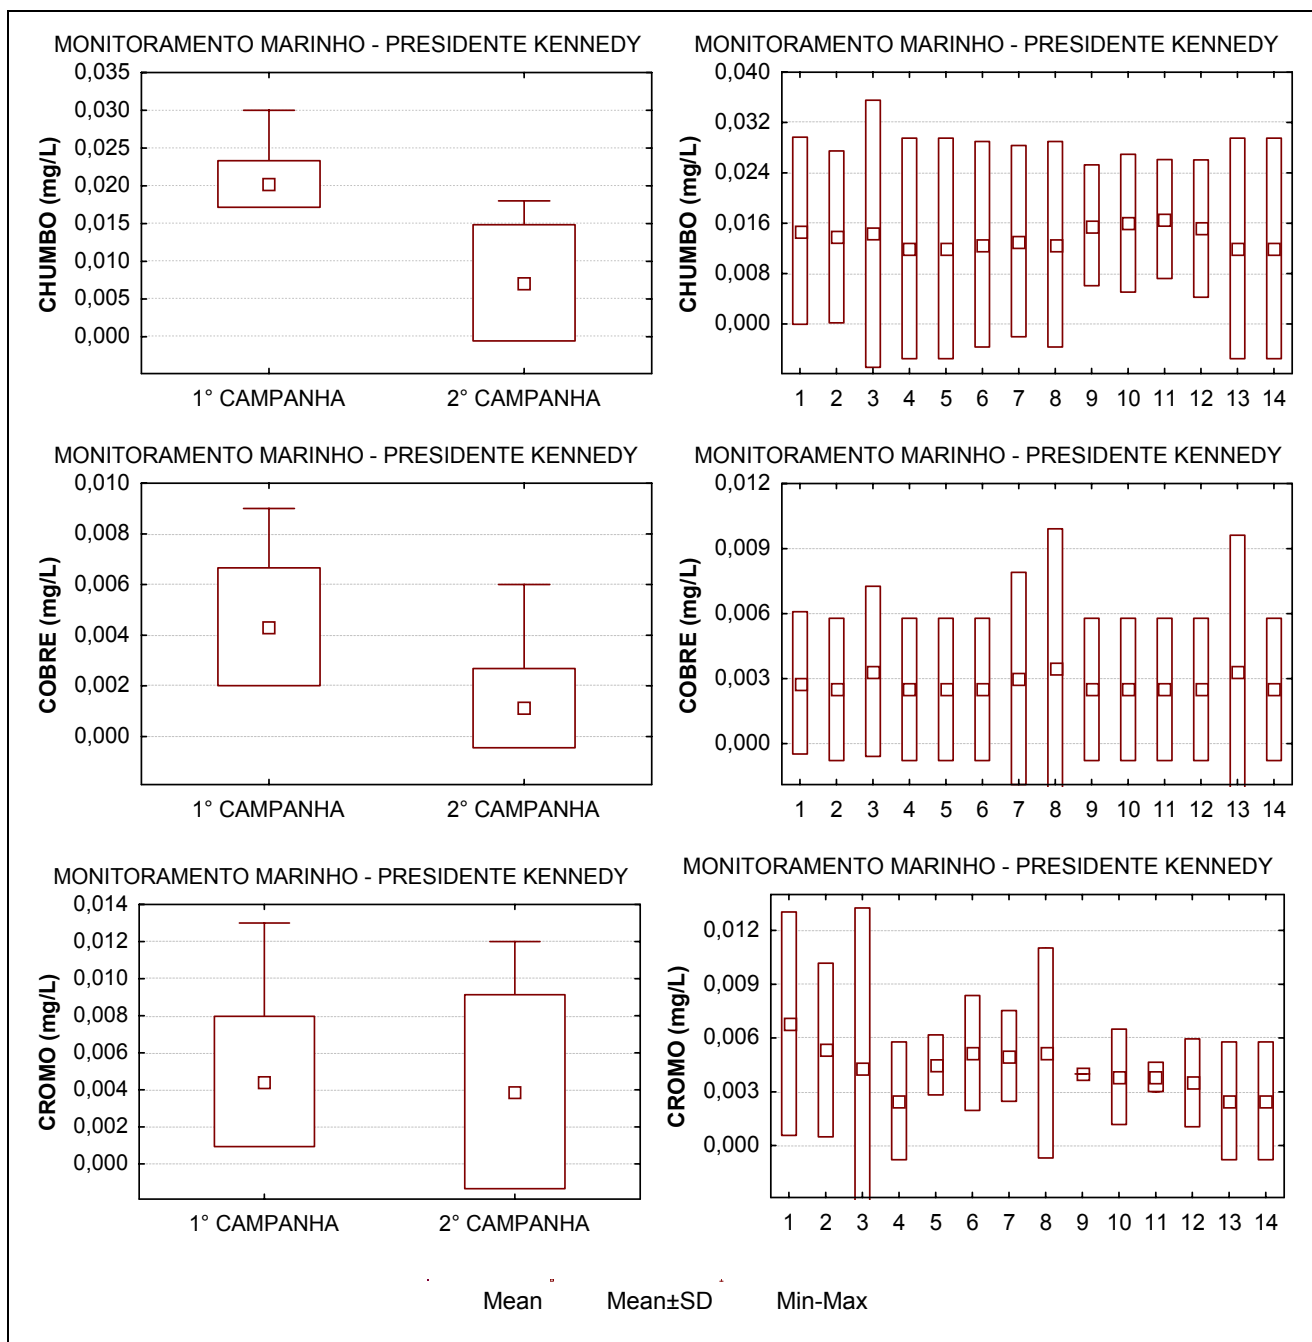 MONITORAMENTO MARINHO - PRESIDENTE KENNEDY
0,035
0,030
0,025
0,020
0,015
0,010
0,005
0,000
CHUMBO (mg/L)
1° CAMPANHA 2° CAMPANHA
MONITORAMENTO MARINHO - PRESIDENTE KENNEDY
0,040
0,032
0,024
0,016
0,008
0,000
CHUMBO (mg/L)
1 2 3 4 5 6 7 8 9 10 11 12 13 14
MONITORAMENTO MARINHO - PRESIDENTE KENNEDY
0,010
0,008
0,006
0,004
0,002
0,000
COBRE (mg/L)
1° CAMPANHA 2° CAMPANHA
MONITORAMENTO MARINHO - PRESIDENTE KENNEDY
0,012
0,009
0,006
0,003
0,000
COBRE (mg/L)
1 2 3 4 5 6 7 8 9 10 11 12 13 14
MONITORAMENTO MARINHO - PRESIDENTE KENNEDY
0,014
0,012
0,010
0,008
0,006
0,004
0,002
0,000
CROMO (mg/L)
1° CAMPANHA 2° CAMPANHA
MONITORAMENTO MARINHO - PRESIDENTE KENNEDY
0,012
0,009
0,006
0,003
0,000
CROMO (mg/L)
1 2 3 4 5 6 7 8 9 10 11 12 13 14
Mean Mean±SD Min-Max